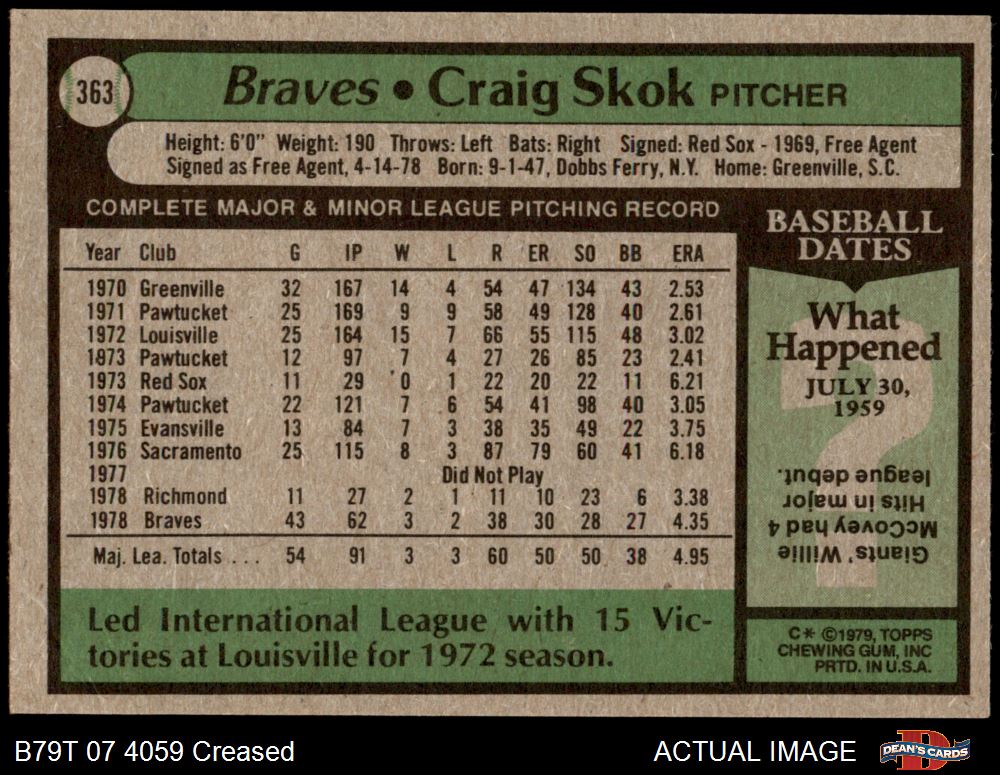 363
Braves • Craig Skok PITCHER
Height: 6'0" Weight: 190 Throws: Left Bats: Right Signed: Red Sox - 1969, Free Agent
Signed as Free Agent, 4-14-78 Born: 9-1-47, Dobbs Ferry, N.Y. Home: Greenville, S.C.
COMPLETE MAJOR & MINOR LEAGUE PITCHING RECORD
Year Club G IP W L R ER SO BB ERA
1970 Greenville 32 167 14 4 54 47 134 43 2.53
1971 Pawtucket 25 169 9 9 58 49 128 40 2.61
1972 Louisville 25 164 15 7 66 55 115 48 3.02
1873 Pawtucket 12 97 7 4 27 26 85 23 2.41
1973 Red Sox 11 29 0 1 22 20 22 11 6.21
1974 Pawtucket 22 121 7 6 54 41 98 40 3.05
1975 Evansville 13 84 7 3 38 35 49 22 3.75
1976 Sacramento 25 115 8 3 87 79 60 41 6.18
1977 Did Not Play
1978 Richmond 11 27 2 1 11 10 23 6 3.38
1978 Braves 43 62 3 2 38 30 28 27 4.35
Maj. Lea. Totals . . . 54 91 3 3 60 50 50 38 4.95
Led International League with 15 Vic-
tories at Louisville for 1972 season.
BASEBALL
DATES
What
Happened
JULY 30,
1959
?
Giants' Willie
McCovey had 4
Hits in major
league debut.
C* ©1979, TOPPS
CHEWING GUM, INC
PRTD. IN U.S.A.
B79T 07 4059 Creased
ACTUAL IMAGE
D
DEAN'S CARDS